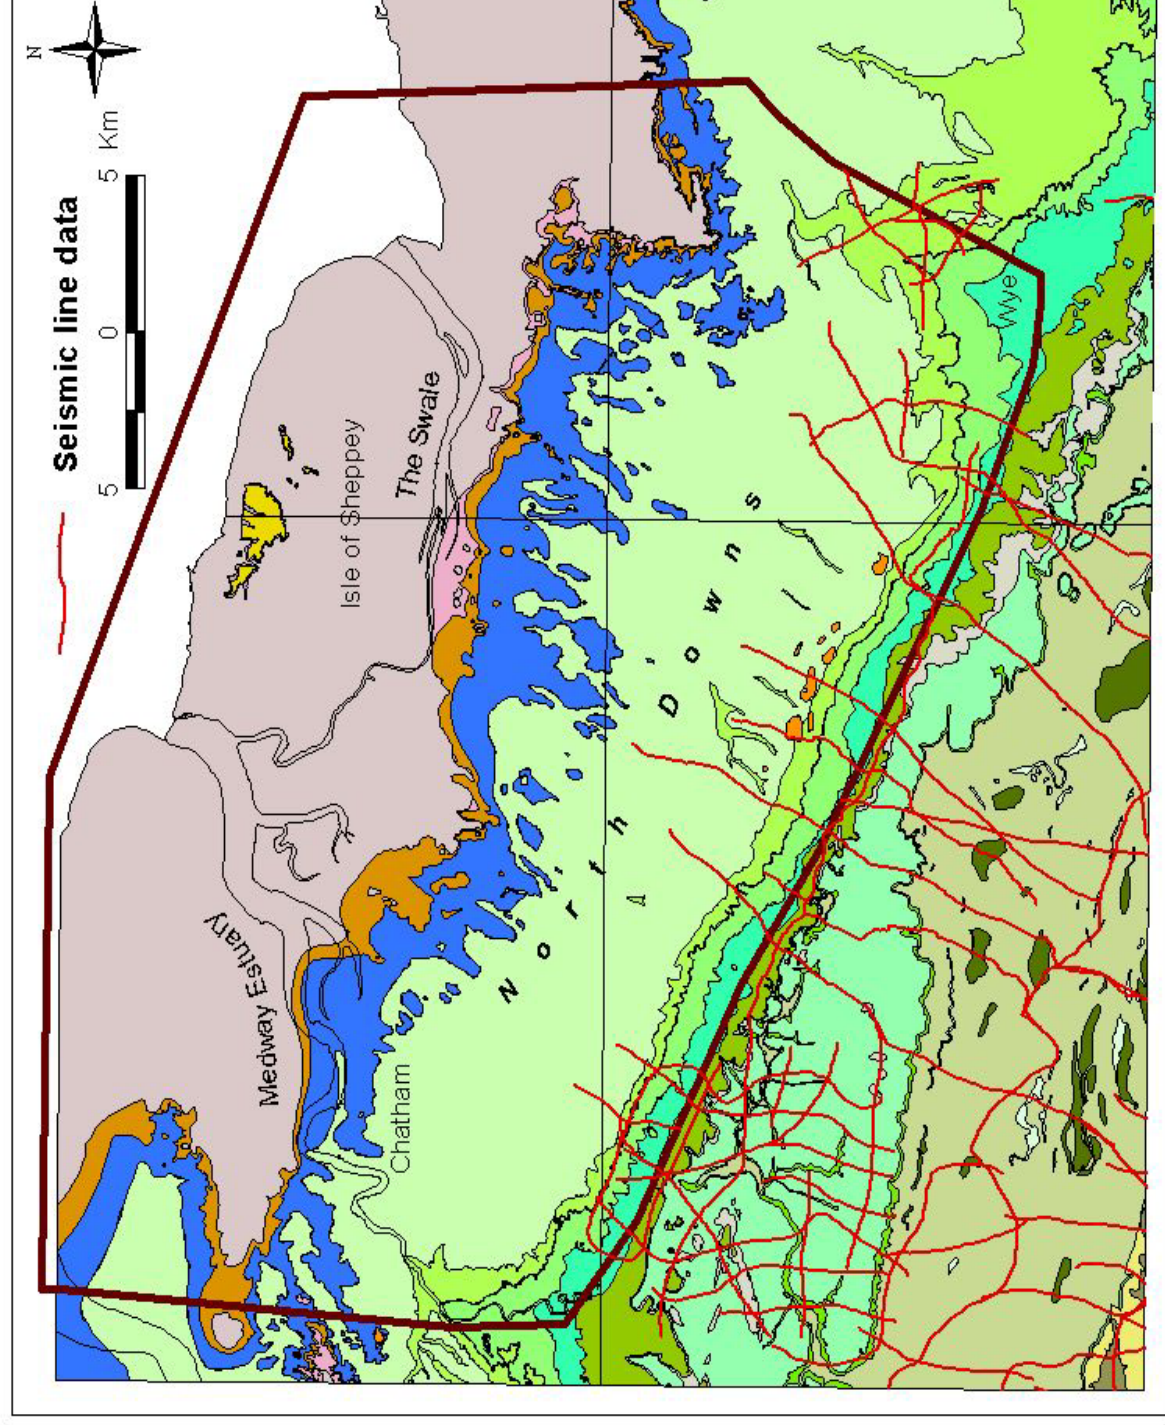 N
5 0 5 Km
Seismic line data
Isle of Sheppey
The Swale
Medway Estuary
Chatham
North Downs
Wye